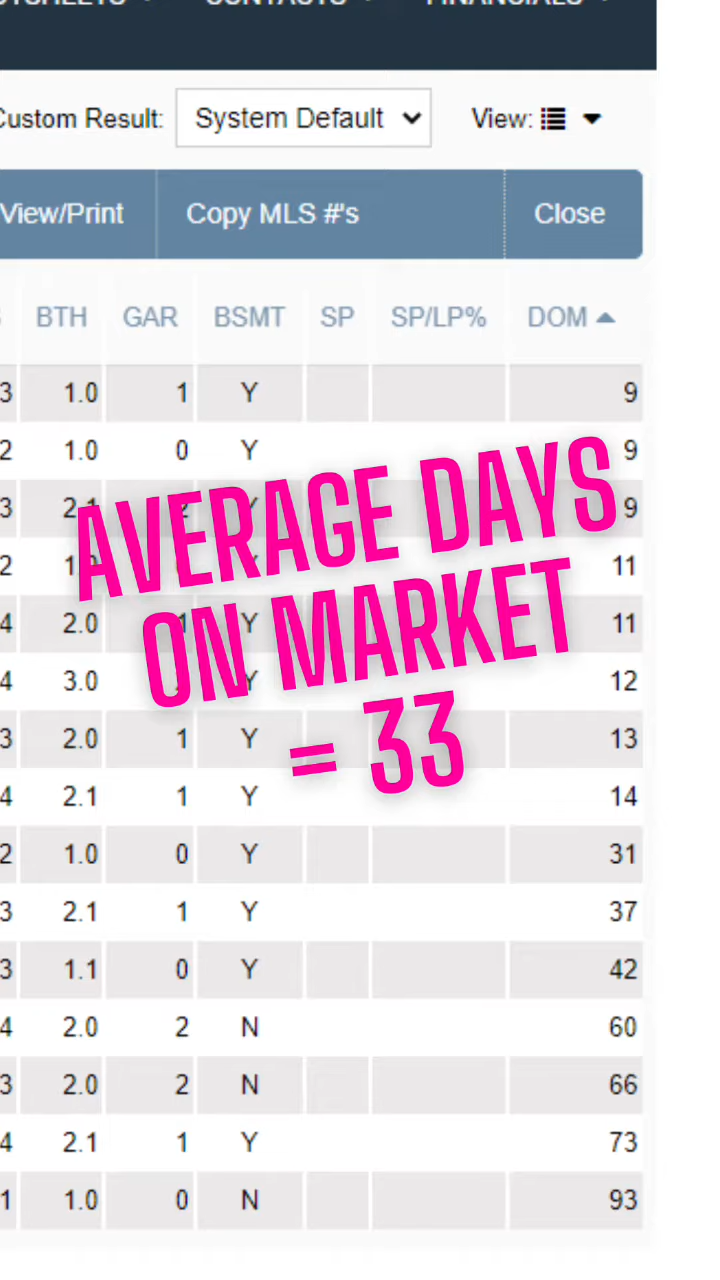 Custom Result: System Default View:
View/Print Copy MLS #'s Close
BTH GAR BSMT SP SP/LP% DOM
3 1.0 1 Y 9
2 1.0 0 Y 9
3 2.1 2 Y 9
2 Y 11
4 2.0 1 Y 11
4 3.0 Y 12
3 2.0 1 Y 13
4 2.1 1 Y 14
2 1.0 0 Y 31
3 2.1 1 Y 37
3 1.1 0 Y 42
4 2.0 2 N 60
3 2.0 2 N 66
4 2.1 1 Y 73
1 1.0 0 N 93
AVERAGE DAYS
ON MARKET
= 33